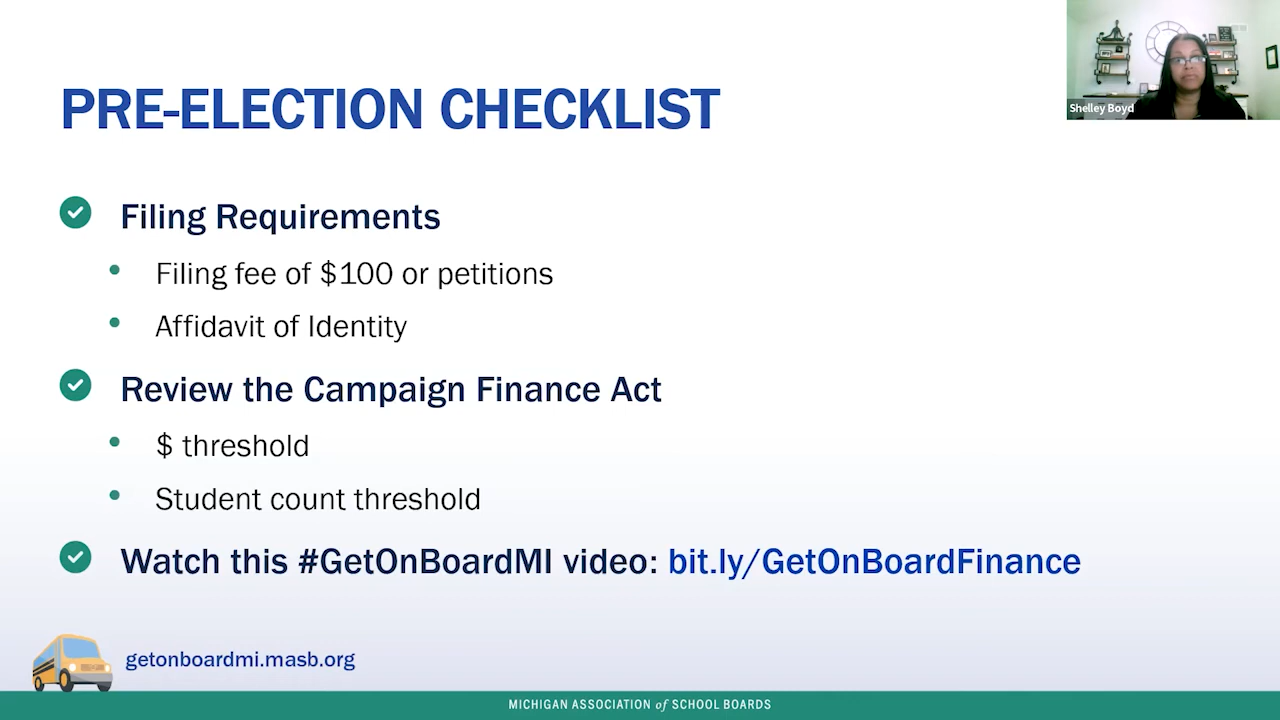 PRE-ELECTION CHECKLIST
Shelley Boyd
Filing Requirements
Filing fee of $100 or petitions
Affidavit of Identity
Review the Campaign Finance Act
$ threshold
Student count threshold
Watch this #GetOnBoardMI video: bit.ly/GetOnBoardFinance
getonboardmi.masb.org
MICHIGAN ASSOCIATION of SCHOOL BOARDS